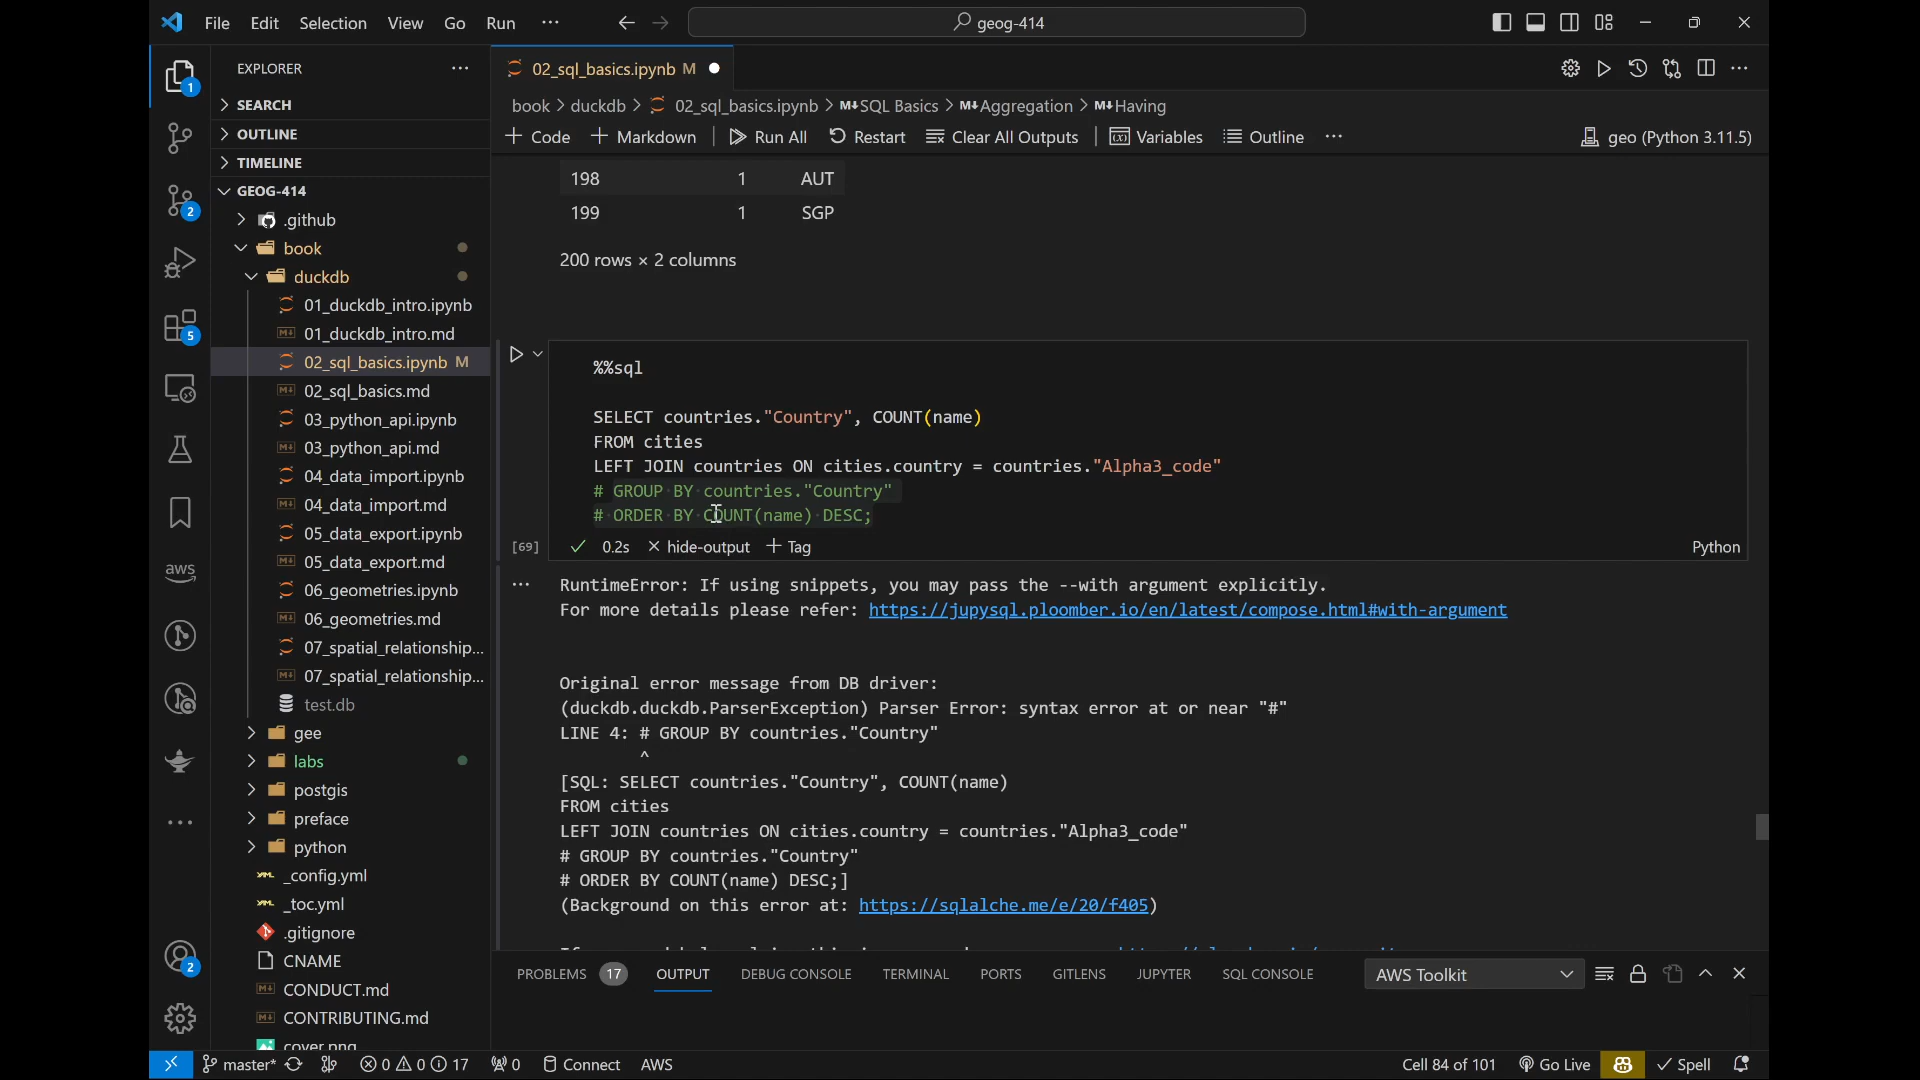 File Edit Selection View Go Run ··· geog-414
EXPLORER ···
SEARCH
OUTLINE
TIMELINE
GEOG-414
.github
book
duckdb
01_duckdb_intro.ipynb
01_duckdb_intro.md
02_sql_basics.ipynb M
02_sql_basics.md
03_python_api.ipynb
03_python_api.md
04_data_import.ipynb
04_data_import.md
05_data_export.ipynb
05_data_export.md
06_geometries.ipynb
06_geometries.md
07_spatial_relationship...
07_spatial_relationship...
test.db
gee
labs
postgis
preface
python
_config.yml
_toc.yml
.gitignore
CNAME
CONDUCT.md
CONTRIBUTING.md
cover.png
1
2
5
aws
2
02_sql_basics.ipynb M
book > duckdb > 02_sql_basics.ipynb > M↓SQL Basics > M↓Aggregation > M↓Having
+ Code + Markdown | Run All Restart Clear All Outputs | Variables Outline ··· geo (Python 3.11.5)
198 1 AUT
199 1 SGP
200 rows × 2 columns
%%sql
SELECT countries."Country", COUNT(name)
FROM cities
LEFT JOIN countries ON cities.country = countries."Alpha3_code"
# GROUP BY countries."Country"
# ORDER BY COUNT(name) DESC;
[69] ✓ 0.2s × hide-output + Tag Python
RuntimeError: If using snippets, you may pass the --with argument explicitly.
For more details please refer: https://jupysql.ploomber.io/en/latest/compose.html#with-argument
Original error message from DB driver:
(duckdb.duckdb.ParserException) Parser Error: syntax error at or near "#"
LINE 4: # GROUP BY countries."Country"
^
[SQL: SELECT countries."Country", COUNT(name)
FROM cities
LEFT JOIN countries ON cities.country = countries."Alpha3_code"
# GROUP BY countries."Country"
# ORDER BY COUNT(name) DESC;]
(Background on this error at: https://sqlalche.me/e/20/f405)
PROBLEMS 17 OUTPUT DEBUG CONSOLE TERMINAL PORTS GITLENS JUPYTER SQL CONSOLE AWS Toolkit
master* 0 0 17 0 Connect AWS Cell 84 of 101 Go Live Spell